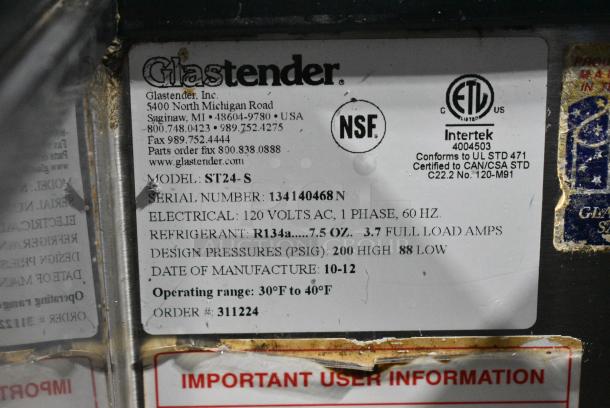 Glastender®
Glastender, Inc.
5400 North Michigan Road
Saginaw, MI • 48604-9780 • USA
800.748.0423 • 989.752.4275
Fax 989.752.4444
Parts order fax 800.838.0888
www.glastender.com
NSF.
C ETL US
LISTED
Intertek
4004503
Conforms to UL STD 471
Certified to CAN/CSA STD
C22.2 No. 120-M91
MODEL: ST24-S
SERIAL NUMBER: 134140468 N
ELECTRICAL: 120 VOLTS AC, 1 PHASE, 60 HZ.
REFRIGERANT: R134a.....7.5 OZ. 3.7 FULL LOAD AMPS
DESIGN PRESSURES (PSIG): 200 HIGH 88 LOW
DATE OF MANUFACTURE: 10-12
Operating range: 30°F to 40°F
ORDER #: 311224
IMPORTANT USER INFORMATION